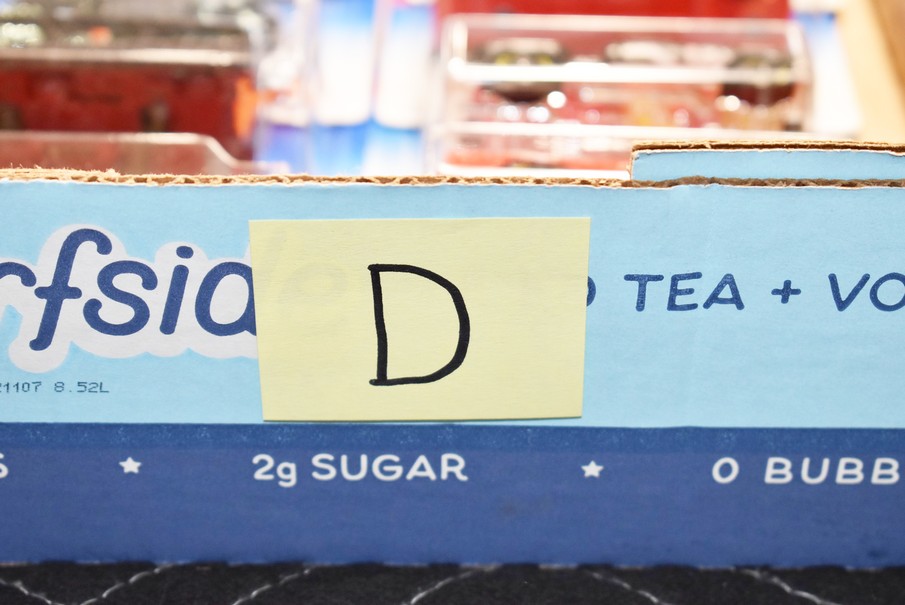 rfsid
D
TEA + VO
21107 8.52L
S ★ 2g SUGAR ★ 0 BUBB